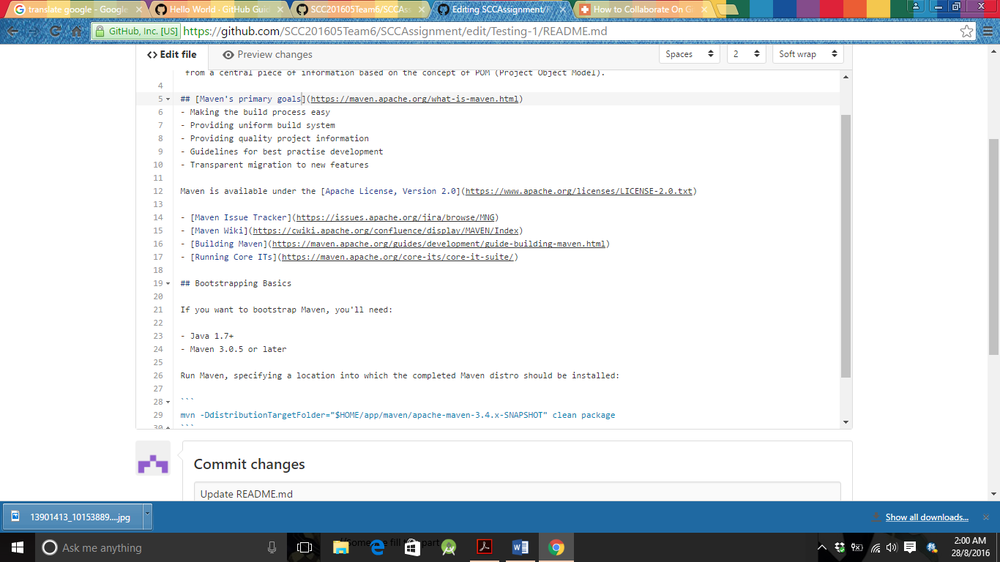 translate google - Google
Hello World · GitHub Guid
SCC201605Team6/SCCAs
Editing SCCAssignment/R
How to Collaborate On Gi
GitHub, Inc. [US]
https://github.com/SCC201605Team6/SCCAssignment/edit/Testing-1/README.md
<> Edit file
Preview changes
Spaces
2
Soft wrap
from a central piece of information based on the concept of POM (Project Object Model).
4
5 ## [Maven's primary goals](https://maven.apache.org/what-is-maven.html)
6 - Making the build process easy
7 - Providing uniform build system
8 - Providing quality project information
9 - Guidelines for best practise development
10 - Transparent migration to new features
11
12 Maven is available under the [Apache License, Version 2.0](https://www.apache.org/licenses/LICENSE-2.0.txt)
13
14 - [Maven Issue Tracker](https://issues.apache.org/jira/browse/MNG)
15 - [Maven Wiki](https://cwiki.apache.org/confluence/display/MAVEN/Index)
16 - [Building Maven](https://maven.apache.org/guides/development/guide-building-maven.html)
17 - [Running Core ITs](https://maven.apache.org/core-its/core-it-suite/)
18
19 ## Bootstrapping Basics
20
21 If you want to bootstrap Maven, you'll need:
22
23 - Java 1.7+
24 - Maven 3.0.5 or later
25
26 Run Maven, specifying a location into which the completed Maven distro should be installed:
27
28 ```
29 mvn -DdistributionTargetFolder="$HOME/app/maven/apache-maven-3.4.x-SNAPSHOT" clean package
30 ```
Commit changes
Update README.md
13901413_10153889....jpg
Show all downloads...
Ask me anything
fill
part
2:00 AM
28/8/2016